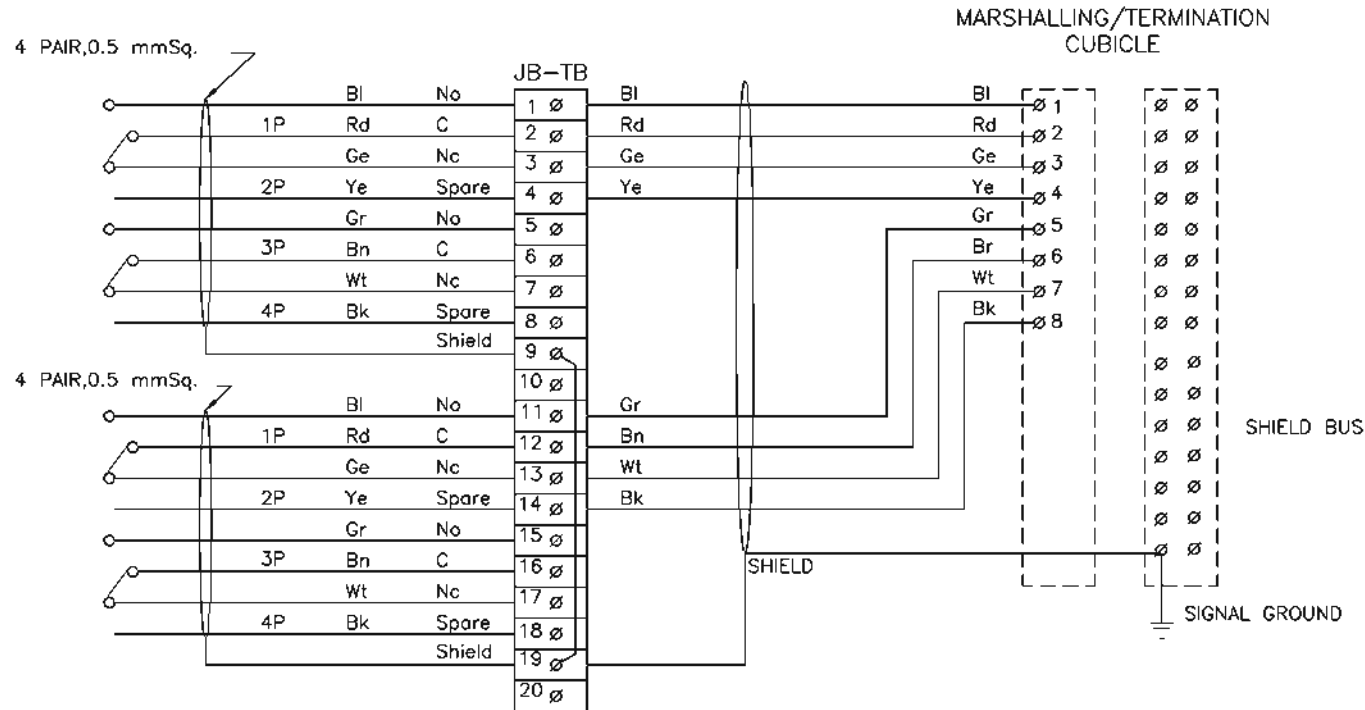 MARSHALLING/TERMINATION
CUBICLE
4 PAIR,0.5 mmSq.
JB-TB
Bl No 1 Bl Bl 1
1P Rd C 2 Rd Rd 2
Ge Nc 3 Ge Ge 3
2P Ye Spare 4 Ye Ye 4
Gr No 5 Gr 5
3P Bn C 6 Br 6
Wt Nc 7 Wt 7
4P Bk Spare 8 Bk 8
Shield 9
4 PAIR,0.5 mmSq.
10
Bl No 11 Gr
1P Rd C 12 Bn SHIELD BUS
Ge Nc 13 Wt
2P Ye Spare 14 Bk
Gr No 15
3P Bn C 16 SHIELD
Wt Nc 17 SIGNAL GROUND
4P Bk Spare 18
Shield 19
20